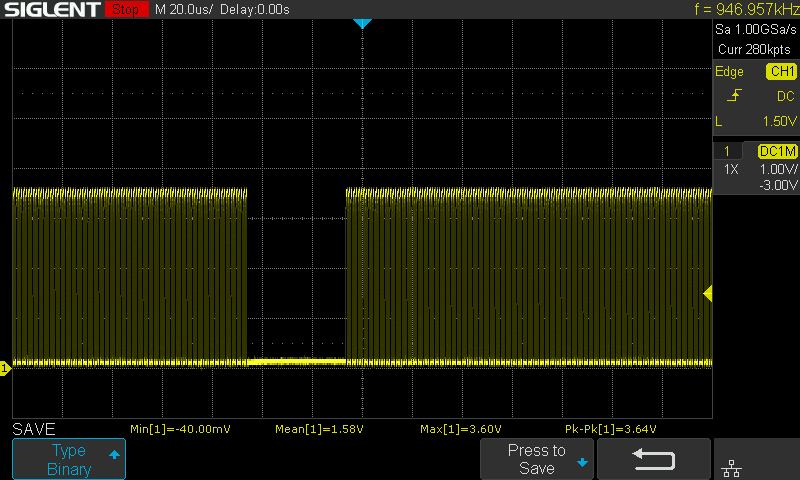 SIGLENT Stop M 20.0us/ Delay:0.00s f = 946.957kHz
Sa 1.00GSa/s
Curr 280kpts
Edge CH1
DC
L 1.50V
1 DC1M
1X 1.00V/
-3.00V
1
SAVE Min[1]=-40.00mV Mean[1]=1.58V Max[1]=3.60V Pk-Pk[1]=3.64V
Type
Binary
Press to
Save